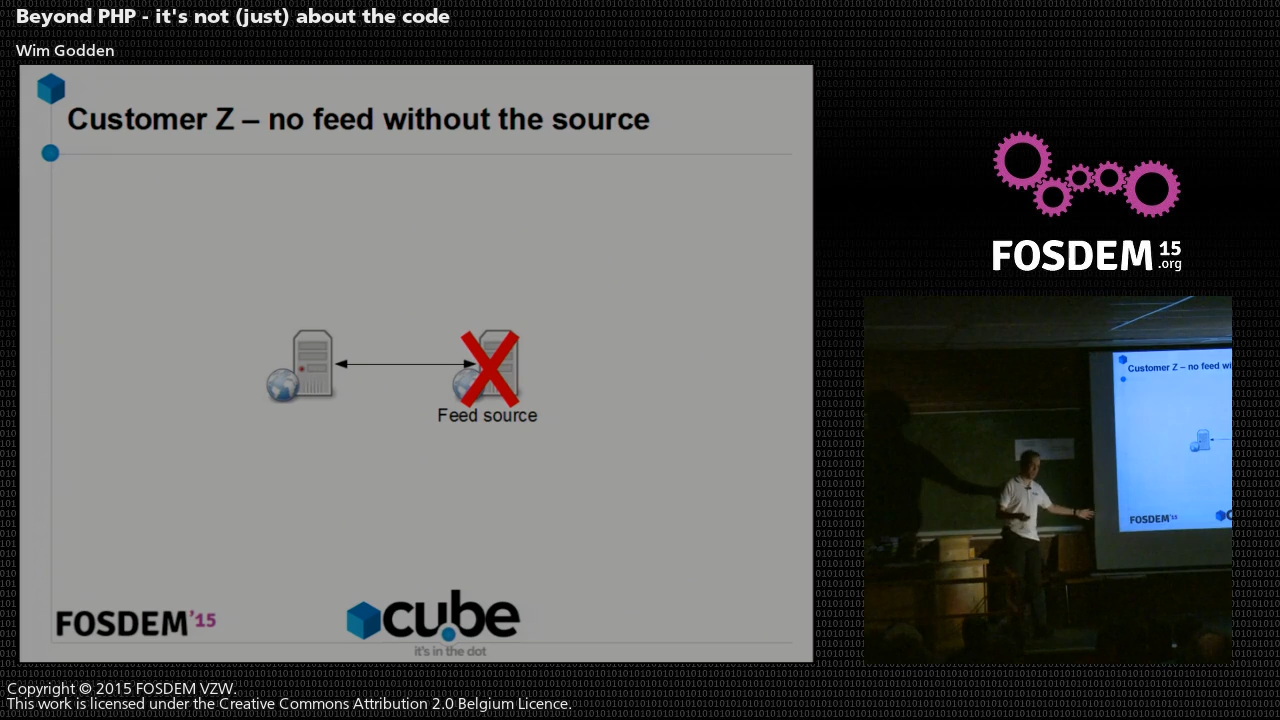 Beyond PHP - it's not (just) about the code
Wim Godden
Customer Z – no feed without the source
Feed source
FOSDEM'15
cube
it's in the dot
FOSDEM 15
.org
Customer Z – no feed wi
FOSDEM'15
Copyright © 2015 FOSDEM VZW.
This work is licensed under the Creative Commons Attribution 2.0 Belgium Licence.